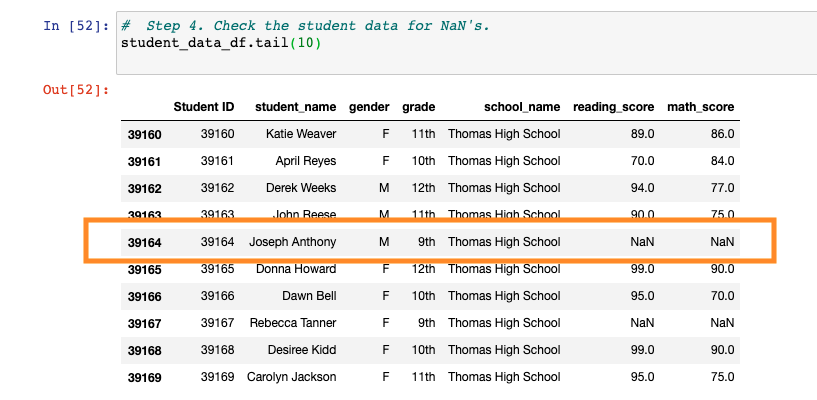 In [52]: # Step 4. Check the student data for NaN's.
student_data_df.tail(10)
Out[52]:
Student ID student_name gender grade school_name reading_score math_score
39160 39160 Katie Weaver F 11th Thomas High School 89.0 86.0
39161 39161 April Reyes F 10th Thomas High School 70.0 84.0
39162 39162 Derek Weeks M 12th Thomas High School 94.0 77.0
39163 39163 John Reese M 11th Thomas High School 90.0 75.0
39164 39164 Joseph Anthony M 9th Thomas High School NaN NaN
39165 39165 Donna Howard F 12th Thomas High School 99.0 90.0
39166 39166 Dawn Bell F 10th Thomas High School 95.0 70.0
39167 39167 Rebecca Tanner F 9th Thomas High School NaN NaN
39168 39168 Desiree Kidd F 10th Thomas High School 99.0 90.0
39169 39169 Carolyn Jackson F 11th Thomas High School 95.0 75.0